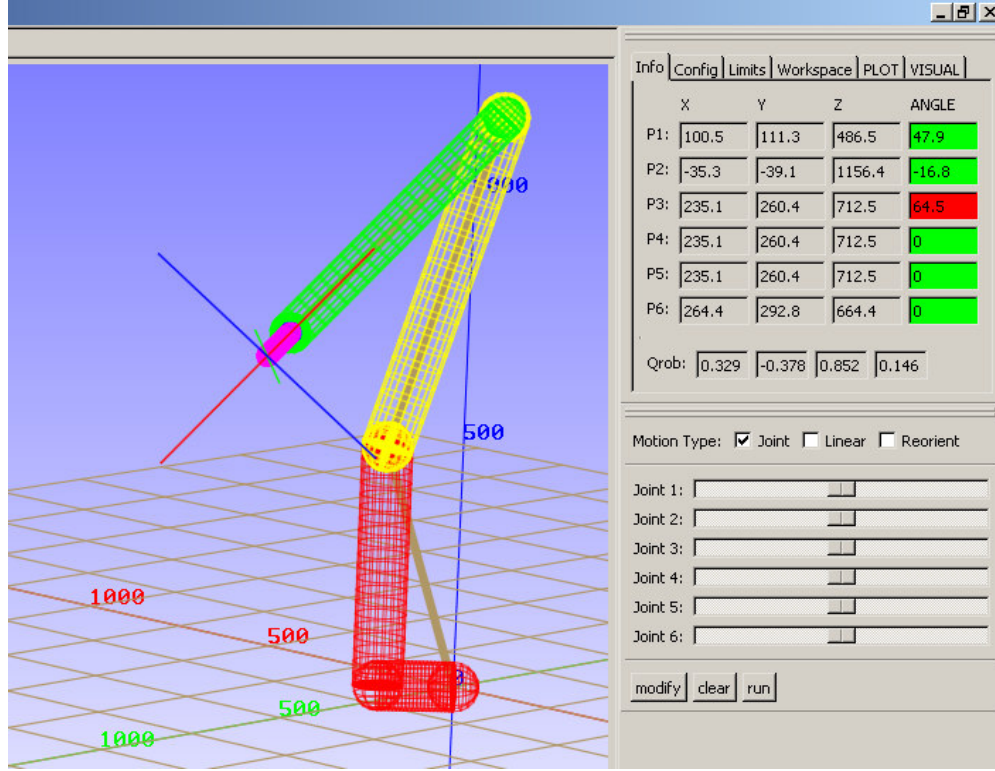 Info Config Limits Workspace PLOT VISUAL
X Y Z ANGLE
P1: 100.5 111.3 486.5 47.9
P2: -35.3 -39.1 1156.4 -16.8
P3: 235.1 260.4 712.5 64.5
P4: 235.1 260.4 712.5 0
P5: 235.1 260.4 712.5 0
P6: 264.4 292.8 664.4 0
Qrob: 0.329 -0.378 0.852 0.146
Motion Type: Joint Linear Reorient
Joint 1:
Joint 2:
Joint 3:
Joint 4:
Joint 5:
Joint 6:
modify clear run
500
1000
500
0
500
1000